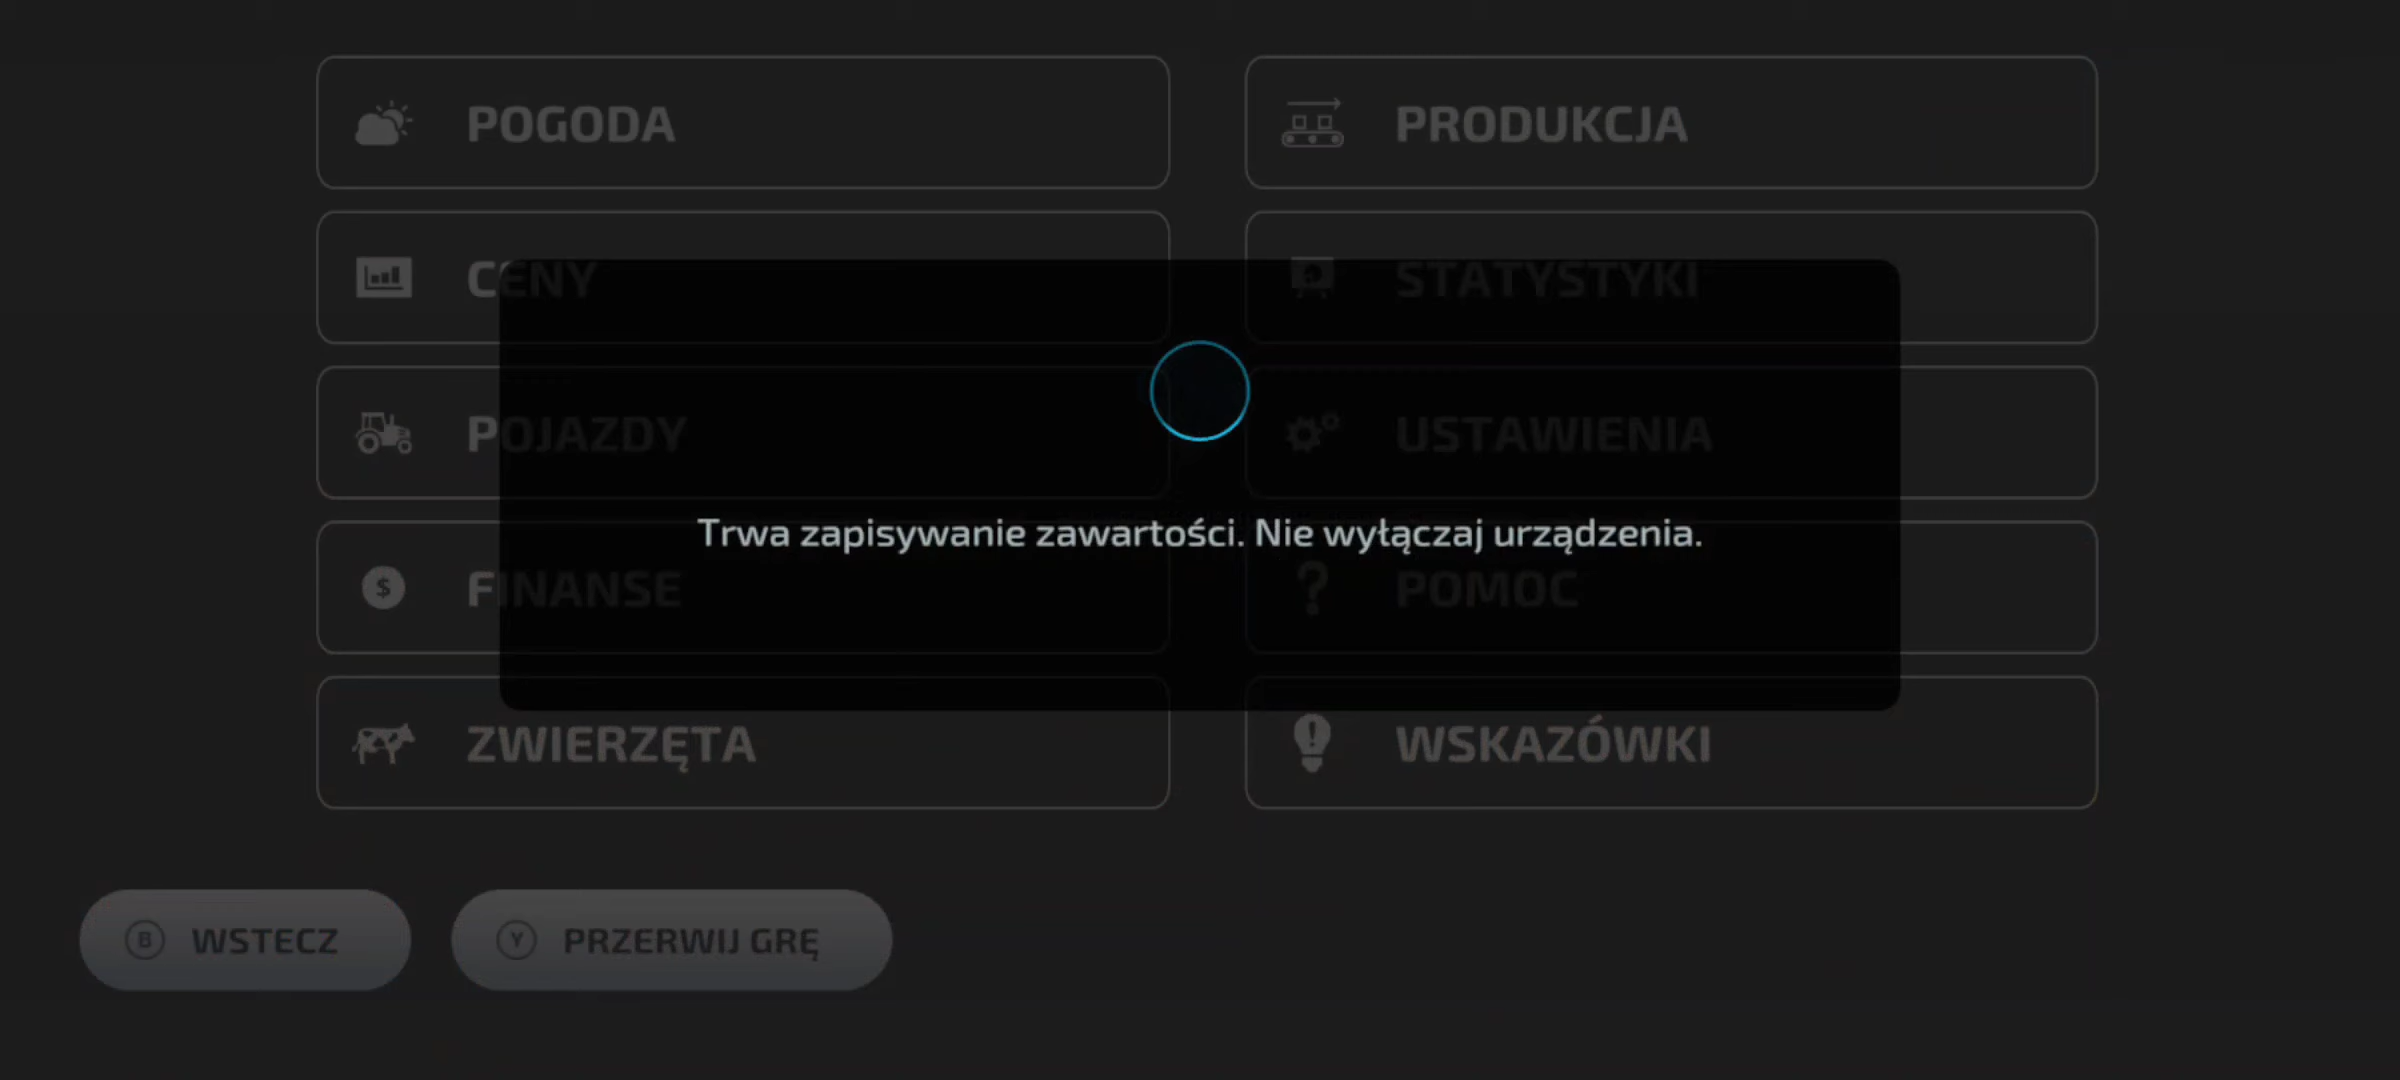 POGODA
PRODUKCJA
CENY
STATYSTYKI
POJAZDY
USTAWIENIA
Trwa zapisywanie zawartości. Nie wyłączaj urządzenia.
$ FINANSE
? POMOC
ZWIERZĘTA
WSKAZÓWKI
B WSTECZ
Y PRZERWIJ GRĘ